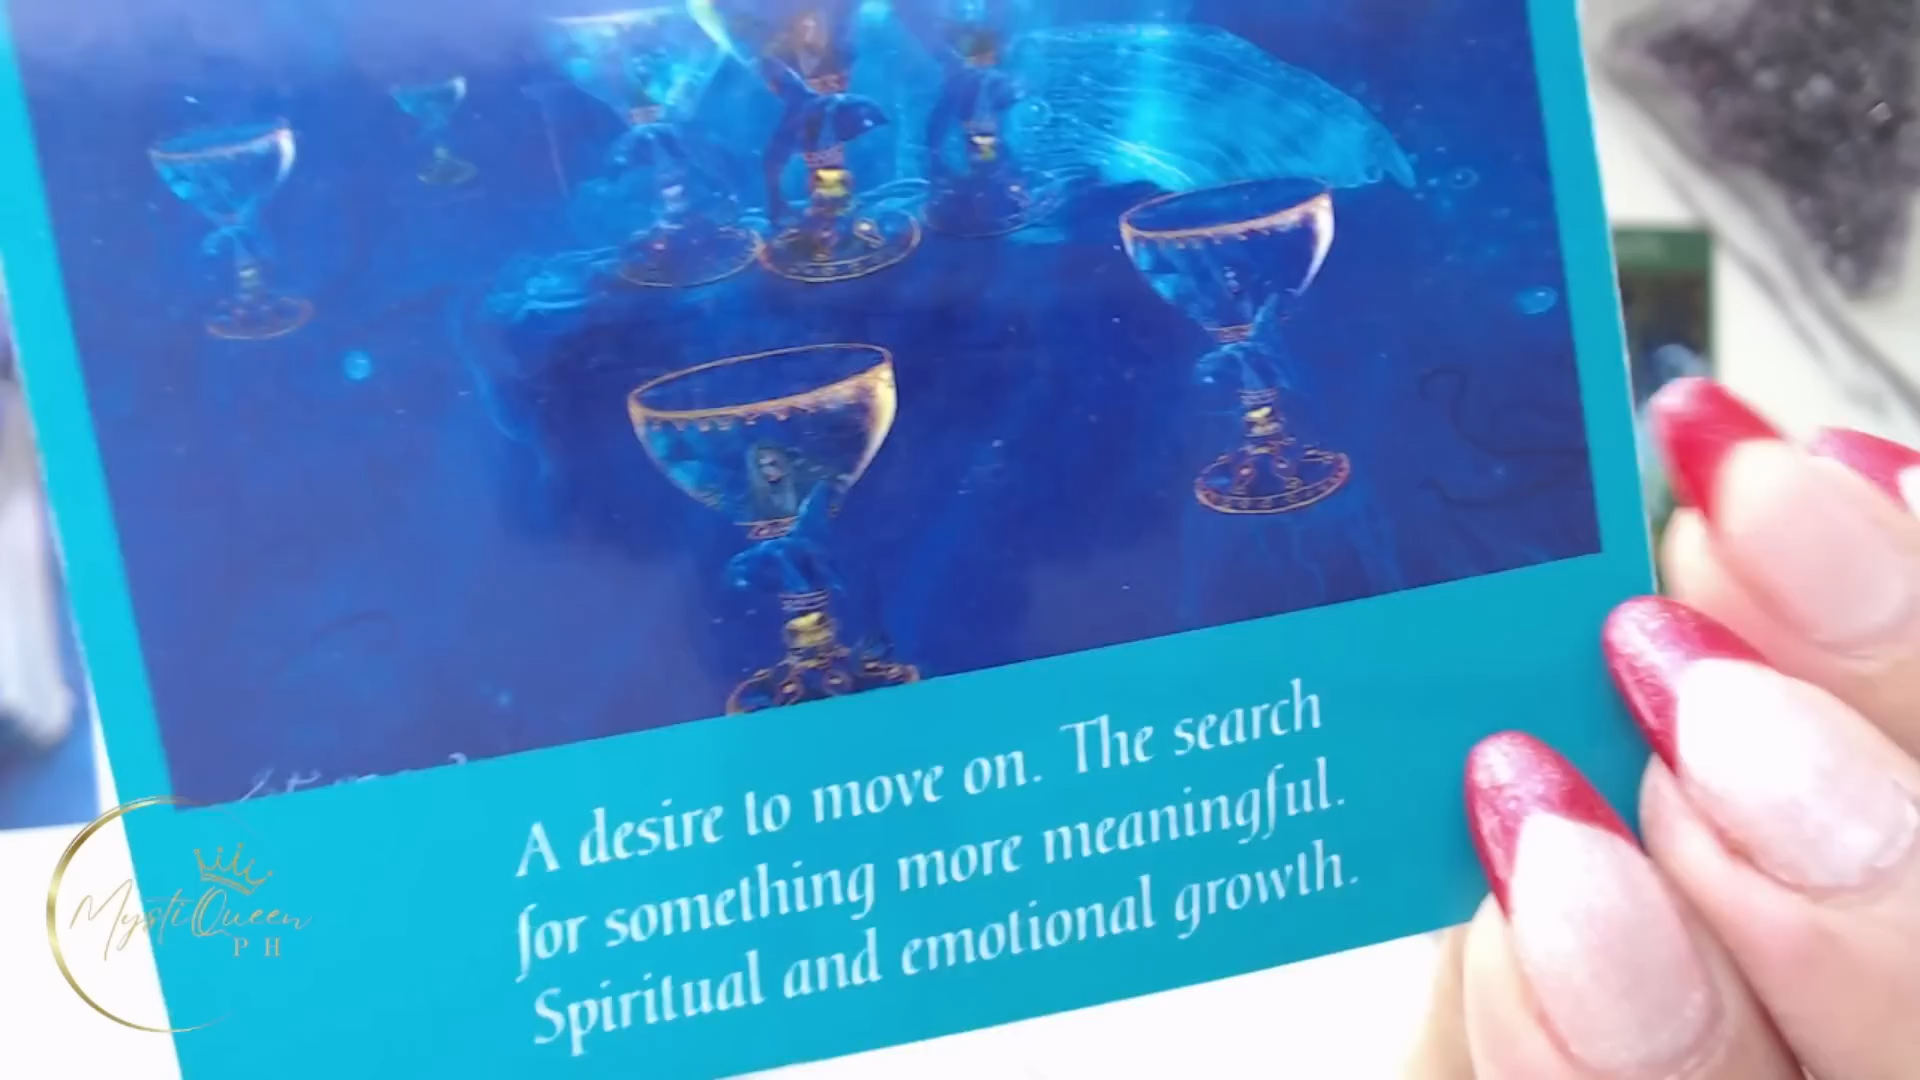 A desire to move on. The search
for something more meaningful.
Spiritual and emotional growth.
MystiQueen
PH